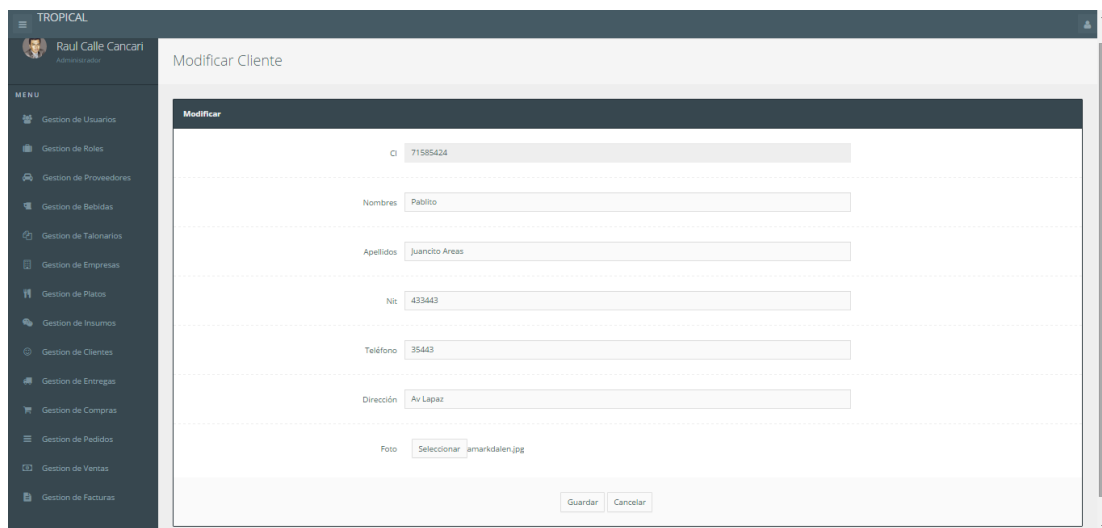 TROPICAL
Raul Calle Cancari
Administrador
MENU
Gestion de Usuarios
Gestion de Roles
Gestion de Proveedores
Gestion de Bebidas
Gestion de Talonarios
Gestion de Empresas
Gestion de Platos
Gestion de Insumos
Gestion de Clientes
Gestion de Entregas
Gestion de Compras
Gestion de Pedidos
Gestion de Ventas
Gestion de Facturas
Modificar Cliente
Modificar
CI 71585424
Nombres Pablito
Apellidos Juancito Areas
Nit 433443
Teléfono 35443
Dirección Av Lapaz
Foto Seleccionar amarkdalen.jpg
Guardar Cancelar